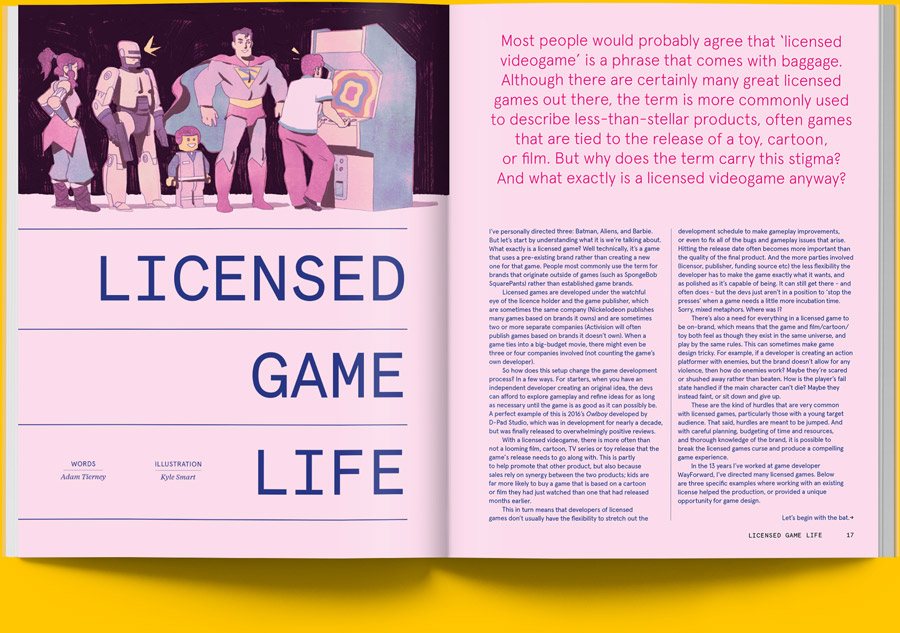 LICENSED
GAME
LIFE
WORDS
Adam Tierney
ILLUSTRATION
Kyle Smart
Most people would probably agree that ‘licensed
videogame’ is a phrase that comes with baggage.
Although there are certainly many great licensed
games out there, the term is more commonly used
to describe less-than-stellar products, often games
that are tied to the release of a toy, cartoon,
or film. But why does the term carry this stigma?
And what exactly is a licensed videogame anyway?
I’ve personally directed three: Batman, Aliens, and Barbie.
But let’s start by understanding what it is we’re talking about.
What exactly is a licensed game? Well technically, it’s a game
that uses a pre-existing brand rather than creating a new
one for that game. People most commonly use the term for
brands that originate outside of games (such as SpongeBob
SquarePants) rather than established game brands.
Licensed games are developed under the watchful
eye of the licence holder and the game publisher, which
are sometimes the same company (Nickelodeon publishes
many games based on brands it owns) and are sometimes
two or more separate companies (Activision will often
publish games based on brands it doesn’t own). When a
game ties into a big-budget movie, there might even be
three or four companies involved (not counting the game’s
own developer).
So how does this setup change the game development
process? In a few ways. For starters, when you have an
independent developer creating an original idea, the devs
can afford to explore gameplay and refine ideas for as long
as necessary until the game is as good as it can possibly be.
A perfect example of this is 2016’s Owlboy developed by
D-Pad Studio, which was in development for nearly a decade,
but was finally released to overwhelmingly positive reviews.
With a licensed videogame, there is more often than
not a looming film, cartoon, TV series or toy release that the
game’s release needs to go along with. This is partly
to help promote that other product, but also because
sales rely on synergy between the two products; kids are
far more likely to buy a game that is based on a cartoon
or film they had just watched than one that had released
months earlier.
This in turn means that developers of licensed
games don’t usually have the flexibility to stretch out the
development schedule to make gameplay improvements,
or even to fix all of the bugs and gameplay issues that arise.
Hitting the release date often becomes more important than
the quality of the final product. And the more parties involved
(licensor, publisher, funding source etc) the less flexibility the
developer has to make the game exactly what it wants, and
as polished as it’s capable of being. It can still get there – and
often does – but the devs just aren’t in a position to ‘stop the
presses’ when a game needs a little more incubation time.
Sorry, mixed metaphors. Where was I?
There’s also a need for everything in a licensed game to
be on-brand, which means that the game and film/cartoon/
toy both feel as though they exist in the same universe, and
play by the same rules. This can sometimes make game
design tricky. For example, if a developer is creating an action
platformer with enemies, but the brand doesn’t allow for any
violence, then how do enemies work? Maybe they’re scared
or shushed away rather than beaten. How is the player’s fail
state handled if the main character can’t die? Maybe they
instead faint, or sit down and give up.
These are the kind of hurdles that are very common
with licensed games, particularly those with a young target
audience. That said, hurdles are meant to be jumped. And
with careful planning, budgeting of time and resources,
and thorough knowledge of the brand, it is possible to
break the licensed games curse and produce a compelling
game experience.
In the 13 years I’ve worked at game developer
WayForward, I’ve directed many licensed games. Below
are three specific examples where working with an existing
license helped the production, or provided a unique
opportunity for game design.
Let’s begin with the bat.→
LICENSED GAME LIFE 17